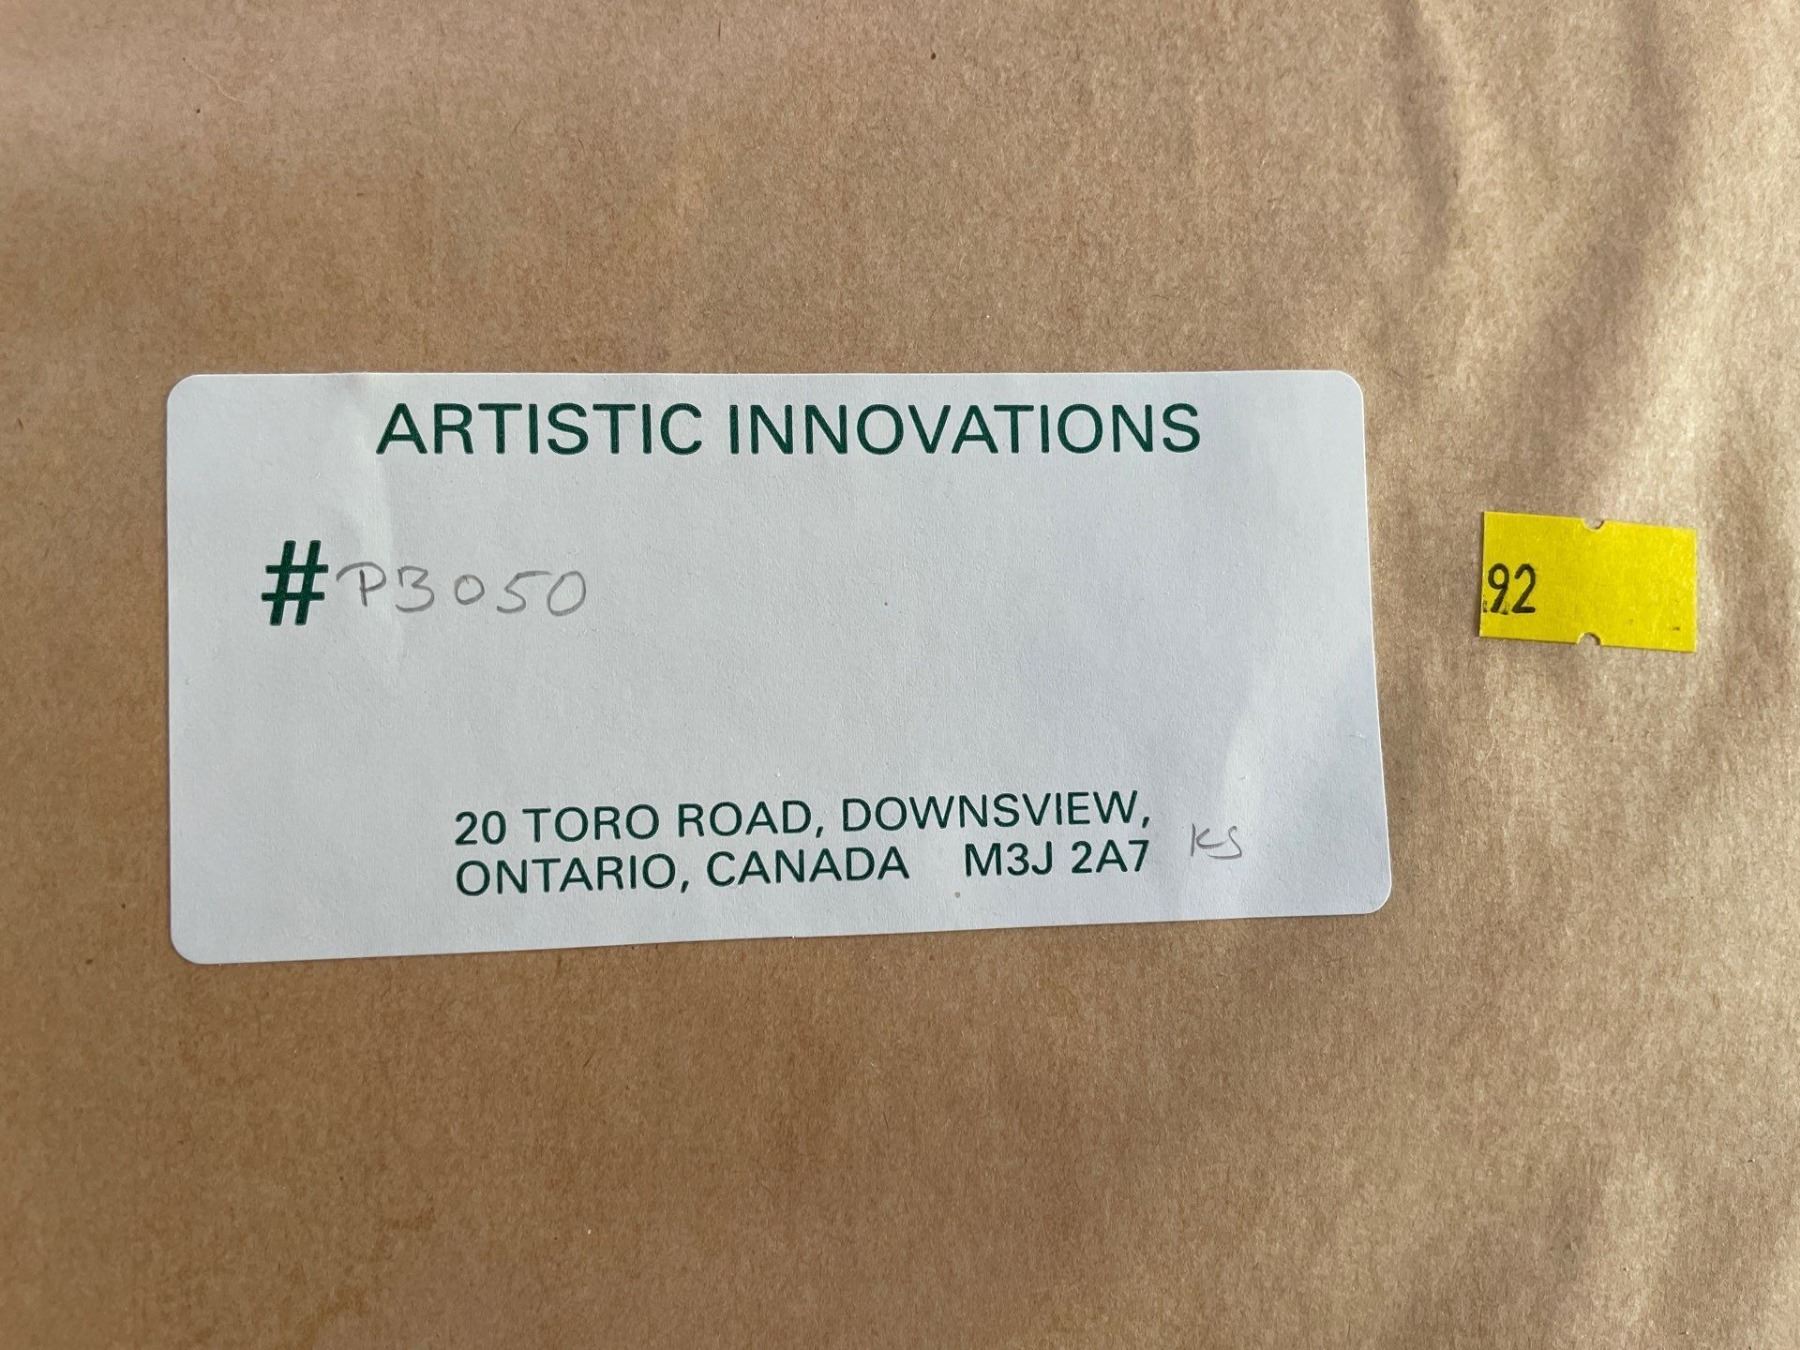 ARTISTIC INNOVATIONS
#P3050
92
20 TORO ROAD, DOWNSVIEW,
ONTARIO, CANADA M3J 2A7
KS